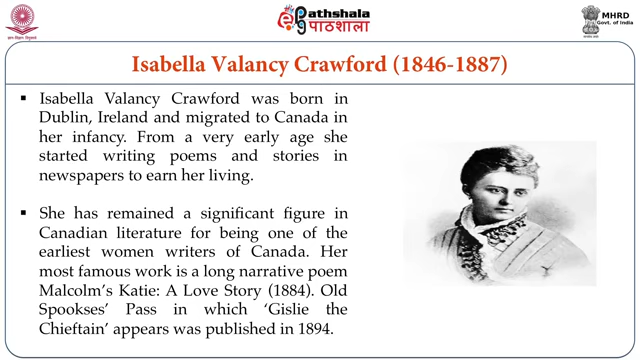 Pathshala
पाठशाला
MHRD
Govt. of India
Isabella Valancy Crawford (1846-1887)
▪ Isabella Valancy Crawford was born in
Dublin, Ireland and migrated to Canada in
her infancy. From a very early age she
started writing poems and stories in
newspapers to earn her living.
▪ She has remained a significant figure in
Canadian literature for being one of the
earliest women writers of Canada. Her
most famous work is a long narrative poem
Malcolm's Katie: A Love Story (1884). Old
Spookses' Pass in which 'Gislie the
Chieftain' appears was published in 1894.